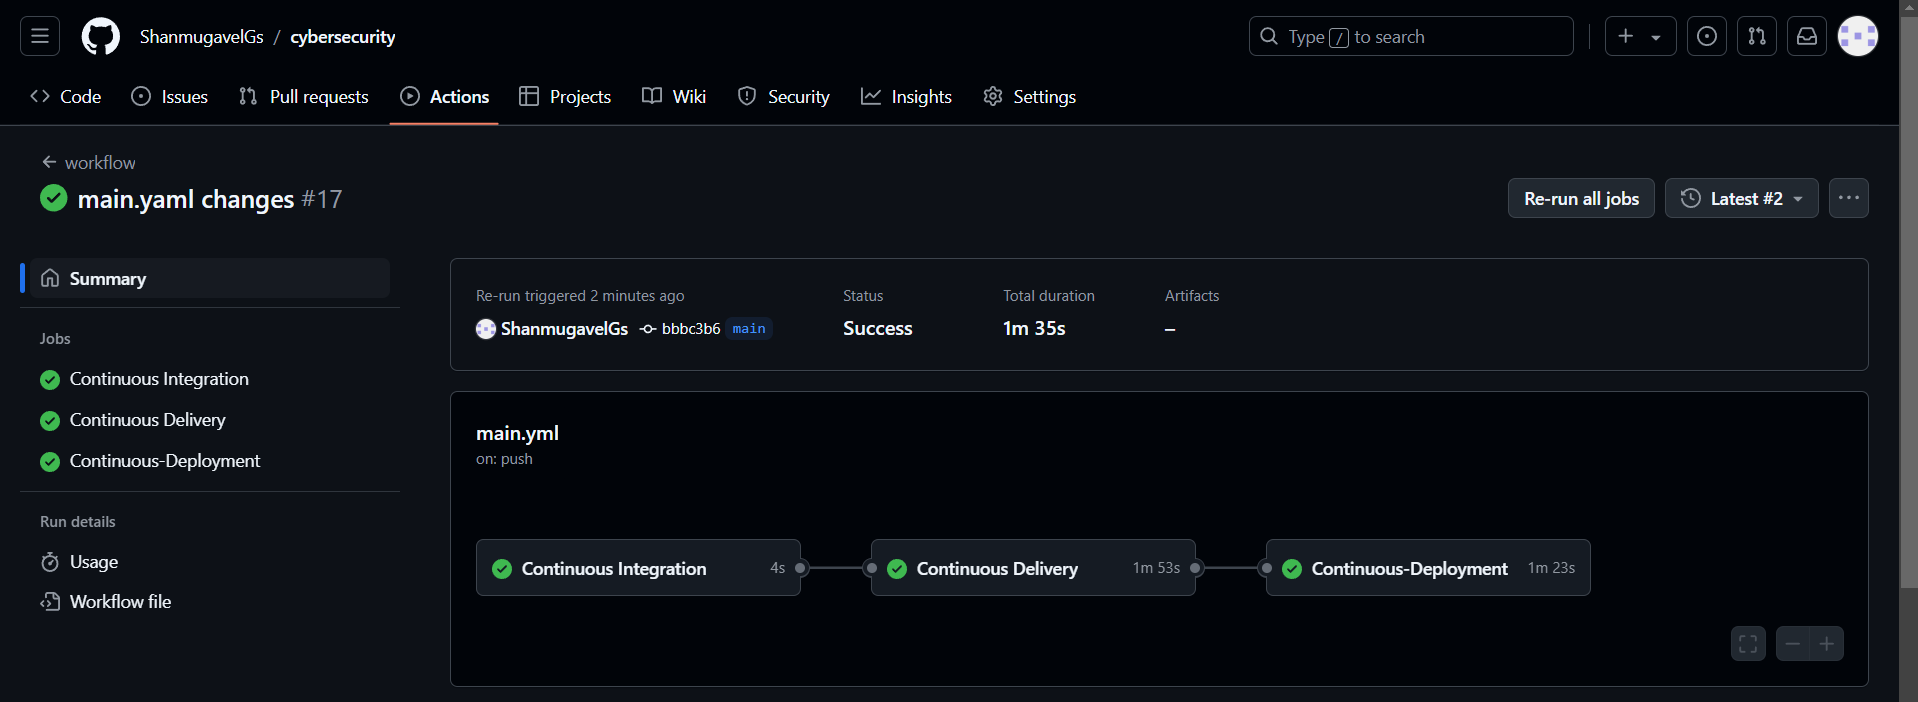 ShanmugavelGs / cybersecurity
Type / to search
Code Issues Pull requests Actions Projects Wiki Security Insights Settings
workflow
main.yaml changes #17
Re-run all jobs
Latest #2
Summary
Jobs
Continuous Integration
Continuous Delivery
Continuous-Deployment
Run details
Usage
Workflow file
Re-run triggered 2 minutes ago
ShanmugavelGs bbbc3b6 main
Status
Success
Total duration
1m 35s
Artifacts
–
main.yml
on: push
Continuous Integration 4s
Continuous Delivery 1m 53s
Continuous-Deployment 1m 23s